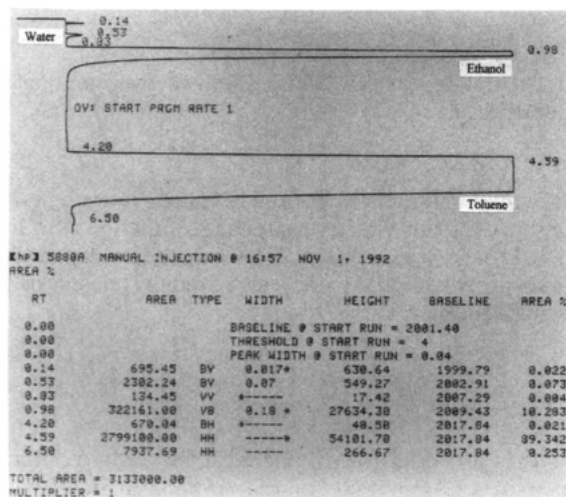 0.14
Water
0.53
0.83
0.98
Ethanol
OV: START PRGM RATE 1
4.20
4.59
Toluene
6.50
[hp] 5880A MANUAL INJECTION @ 16:57 NOV 1, 1992
AREA %
RT AREA TYPE WIDTH HEIGHT BASELINE AREA %
0.00 BASELINE @ START RUN = 2001.40
0.00 THRESHOLD @ START RUN = 4
0.00 PEAK WIDTH @ START RUN = 0.04
0.14 695.45 BV 0.017* 630.64 1999.79 0.022
0.53 2302.24 BV 0.07 549.27 2002.91 0.073
0.83 134.45 VV *----- 17.42 2007.29 0.004
0.98 322161.00 VB 0.18 * 27634.30 2009.43 10.283
4.20 670.04 BH *----- 40.50 2017.84 0.021
4.59 2799100.00 HH -----* 54101.70 2017.84 89.342
6.50 7937.69 HH ----- 266.67 2017.84 0.253
TOTAL AREA = 3133000.00
MULTIPLIER = 1